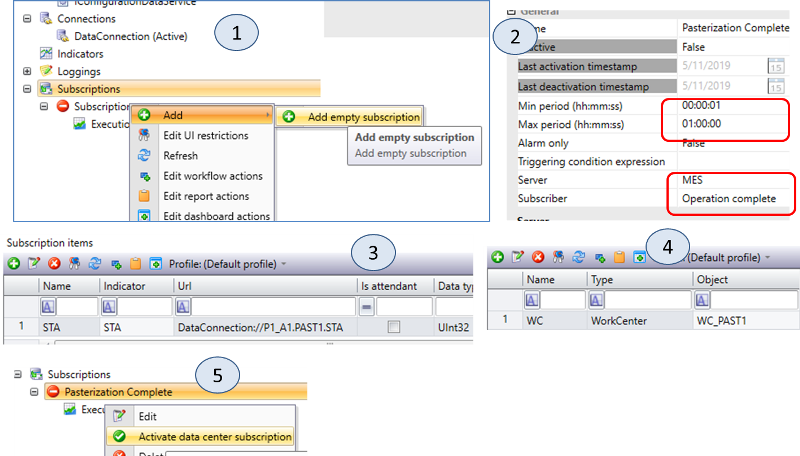 IConfigurationDataService
Connections
DataConnection (Active)
Indicators
Loggings
Subscriptions
Subscription
Add
Add empty subscription
Executio
Edit UI restrictions
Add empty subscription
Refresh
Add empty subscription
Edit workflow actions
Edit report actions
Edit dashboard actions
1
2
General
Name Pasterization Complete
Active False
Last activation timestamp 5/11/2019 15
Last deactivation timestamp 5/11/2019 15
Min period (hh:mm:ss) 00:00:01
Max period (hh:mm:ss) 01:00:00
Alarm only False
Triggering condition expression
Server MES
Subscriber Operation complete
Server
Subscription items
3
Profile: (Default profile)
Name Indicator Url Is attendant Data typ
A A A = 
1 STA STA DataConnection://P1_A1.PAST1.STA UInt32
4
(Default profile)
Name Type Object
A A A
1 WC WorkCenter WC_PAST1
5
Subscriptions
Pasterization Complete
Execu
Edit
Activate data center subscription